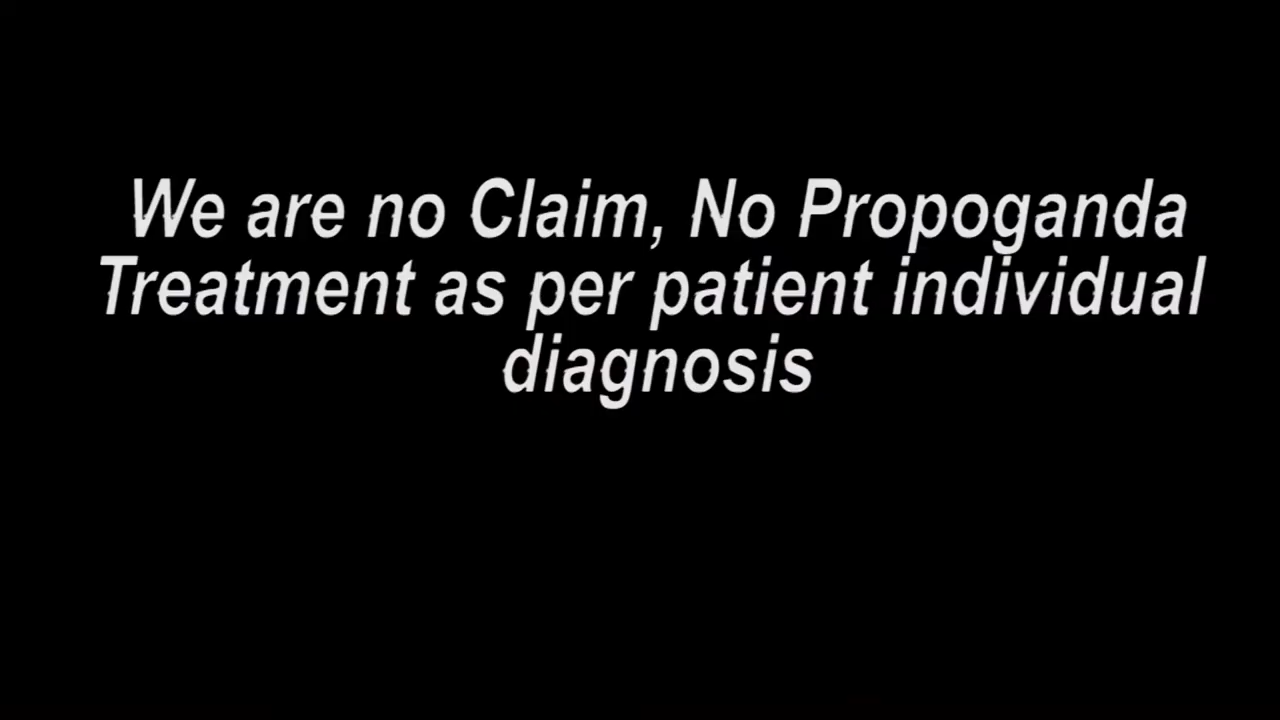 We are no Claim, No Propoganda
Treatment as per patient individual
diagnosis